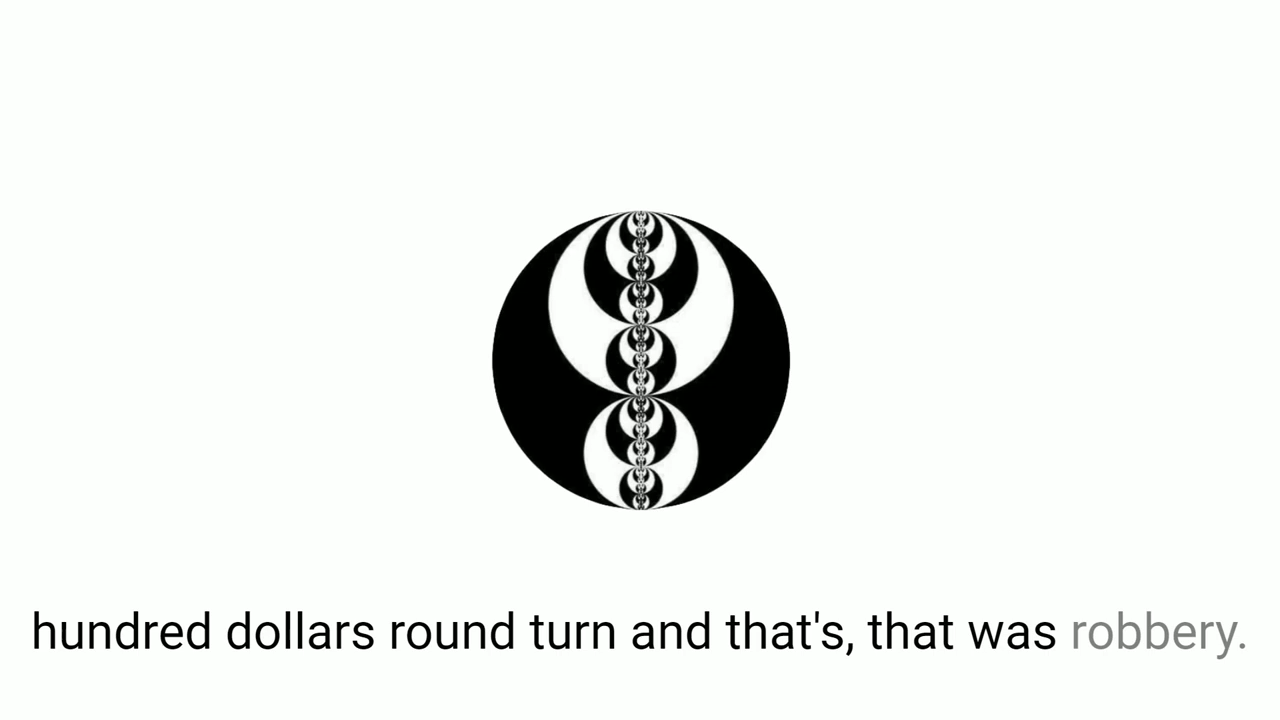 hundred dollars round turn and that's, that was robbery.